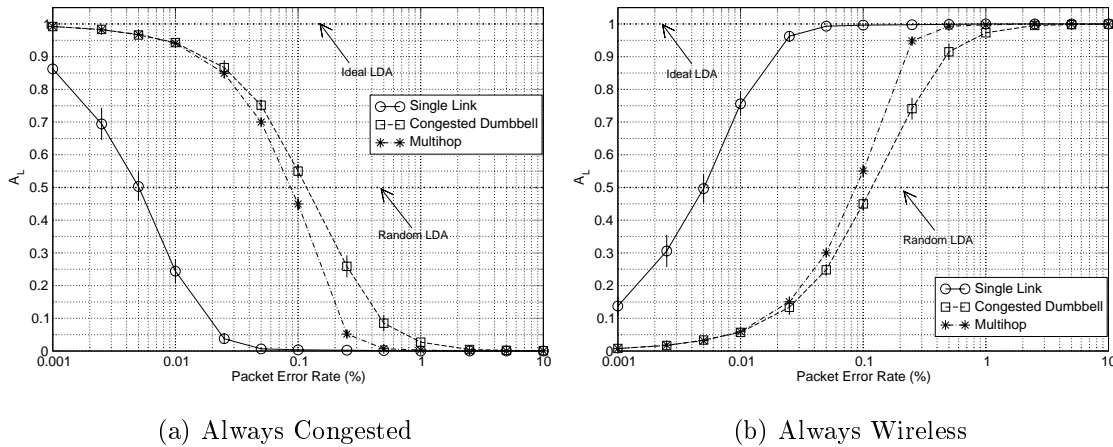 1
0.9
0.8
0.7
0.6
0.5
0.4
0.3
0.2
0.1
0
A_L
0.001
0.01
0.1
1
10
Packet Error Rate (%)
Ideal LDA
Random LDA
Single Link
Congested Dumbbell
Multihop
(a) Always Congested
1
0.9
0.8
0.7
0.6
0.5
0.4
0.3
0.2
0.1
0
A_L
0.001
0.01
0.1
1
10
Packet Error Rate (%)
Ideal LDA
Random LDA
Single Link
Congested Dumbbell
Multihop
(b) Always Wireless